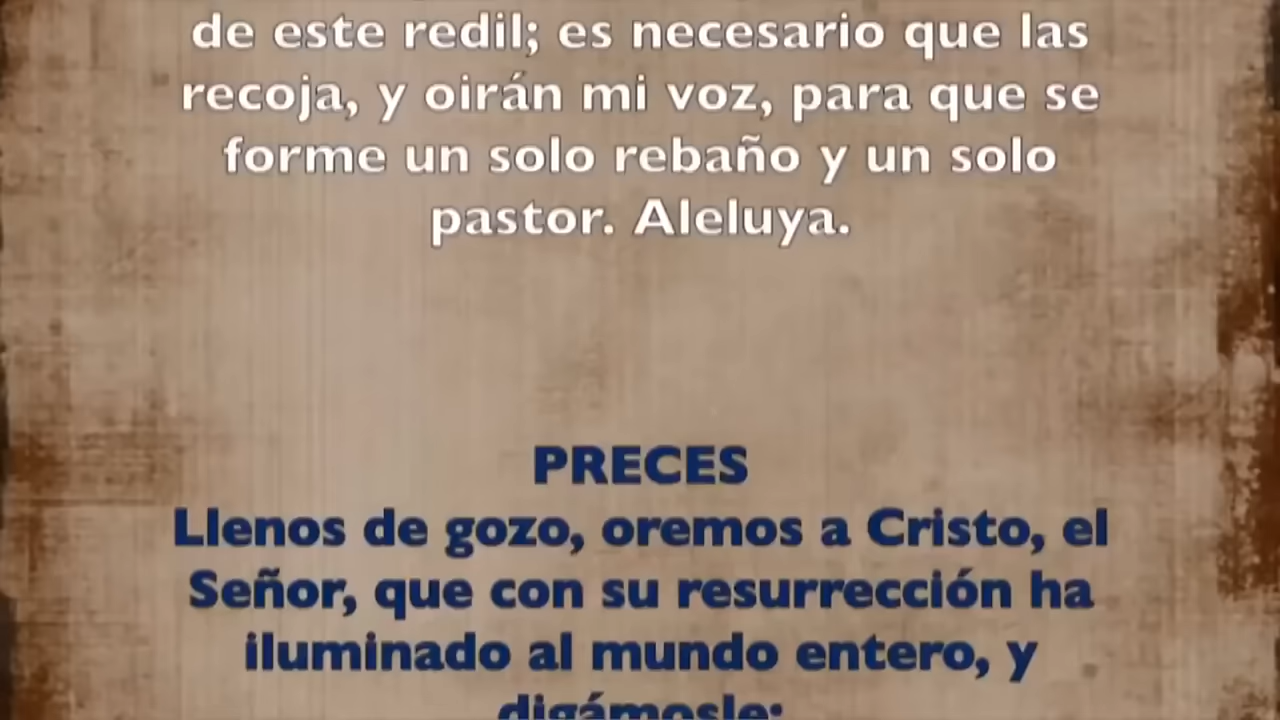 de este redil; es necesario que las
recoja, y oirán mi voz, para que se
forme un solo rebaño y un solo
pastor. Aleluya.
PRECES
Llenos de gozo, oremos a Cristo, el
Señor, que con su resurrección ha
iluminado al mundo entero, y
digámosle: